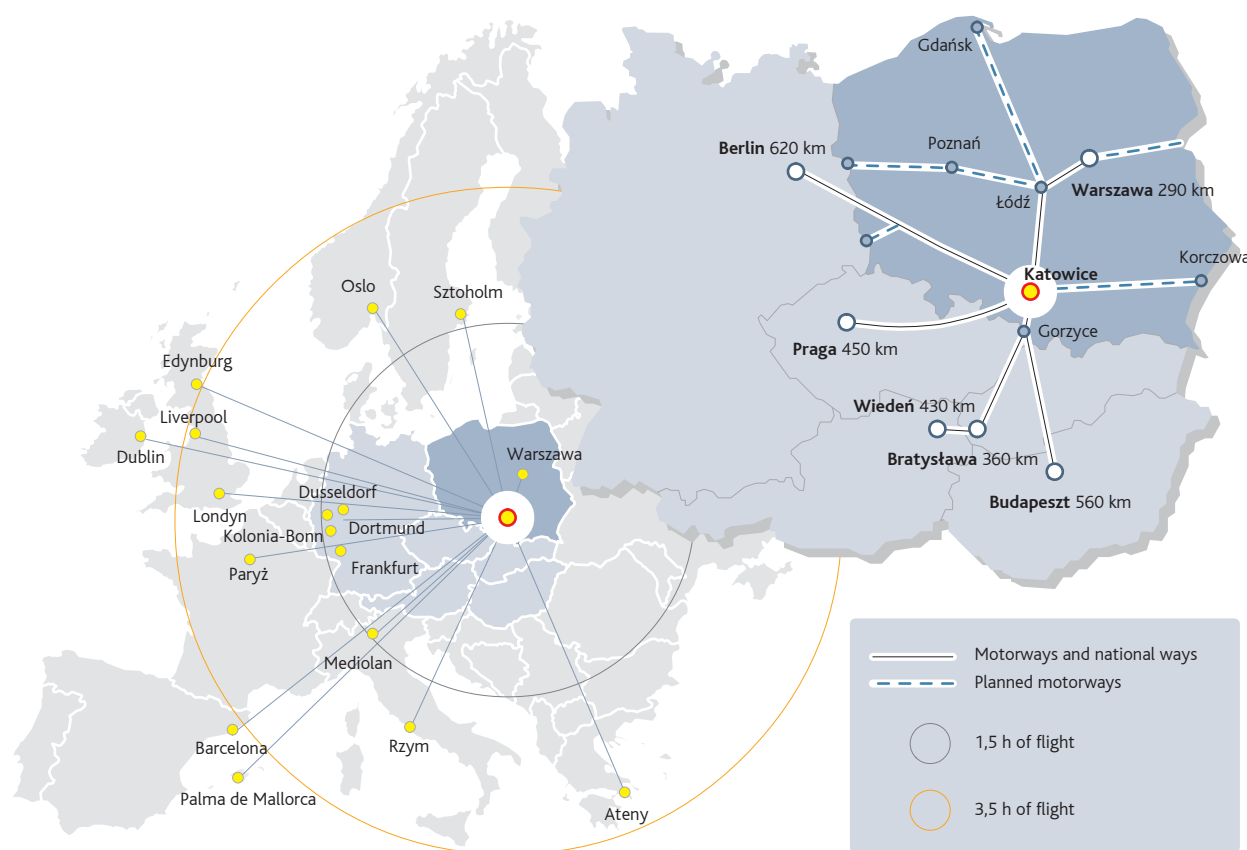 Gdańsk
Poznań
Berlin 620 km
Warszawa 290 km
Łódź
Korczowa
Katowice
Gorzyce
Praga 450 km
Wiedeń 430 km
Bratysława 360 km
Budapeszt 560 km
Oslo
Sztoholm
Edynburg
Liverpool
Dublin
Warszawa
Dusseldorf
Londyn
Dortmund
Kolonia-Bonn
Paryż
Frankfurt
Mediolan
Barcelona
Rzym
Palma de Mallorca
Ateny
Motorways and national ways
Planned motorways
1,5 h of flight
3,5 h of flight